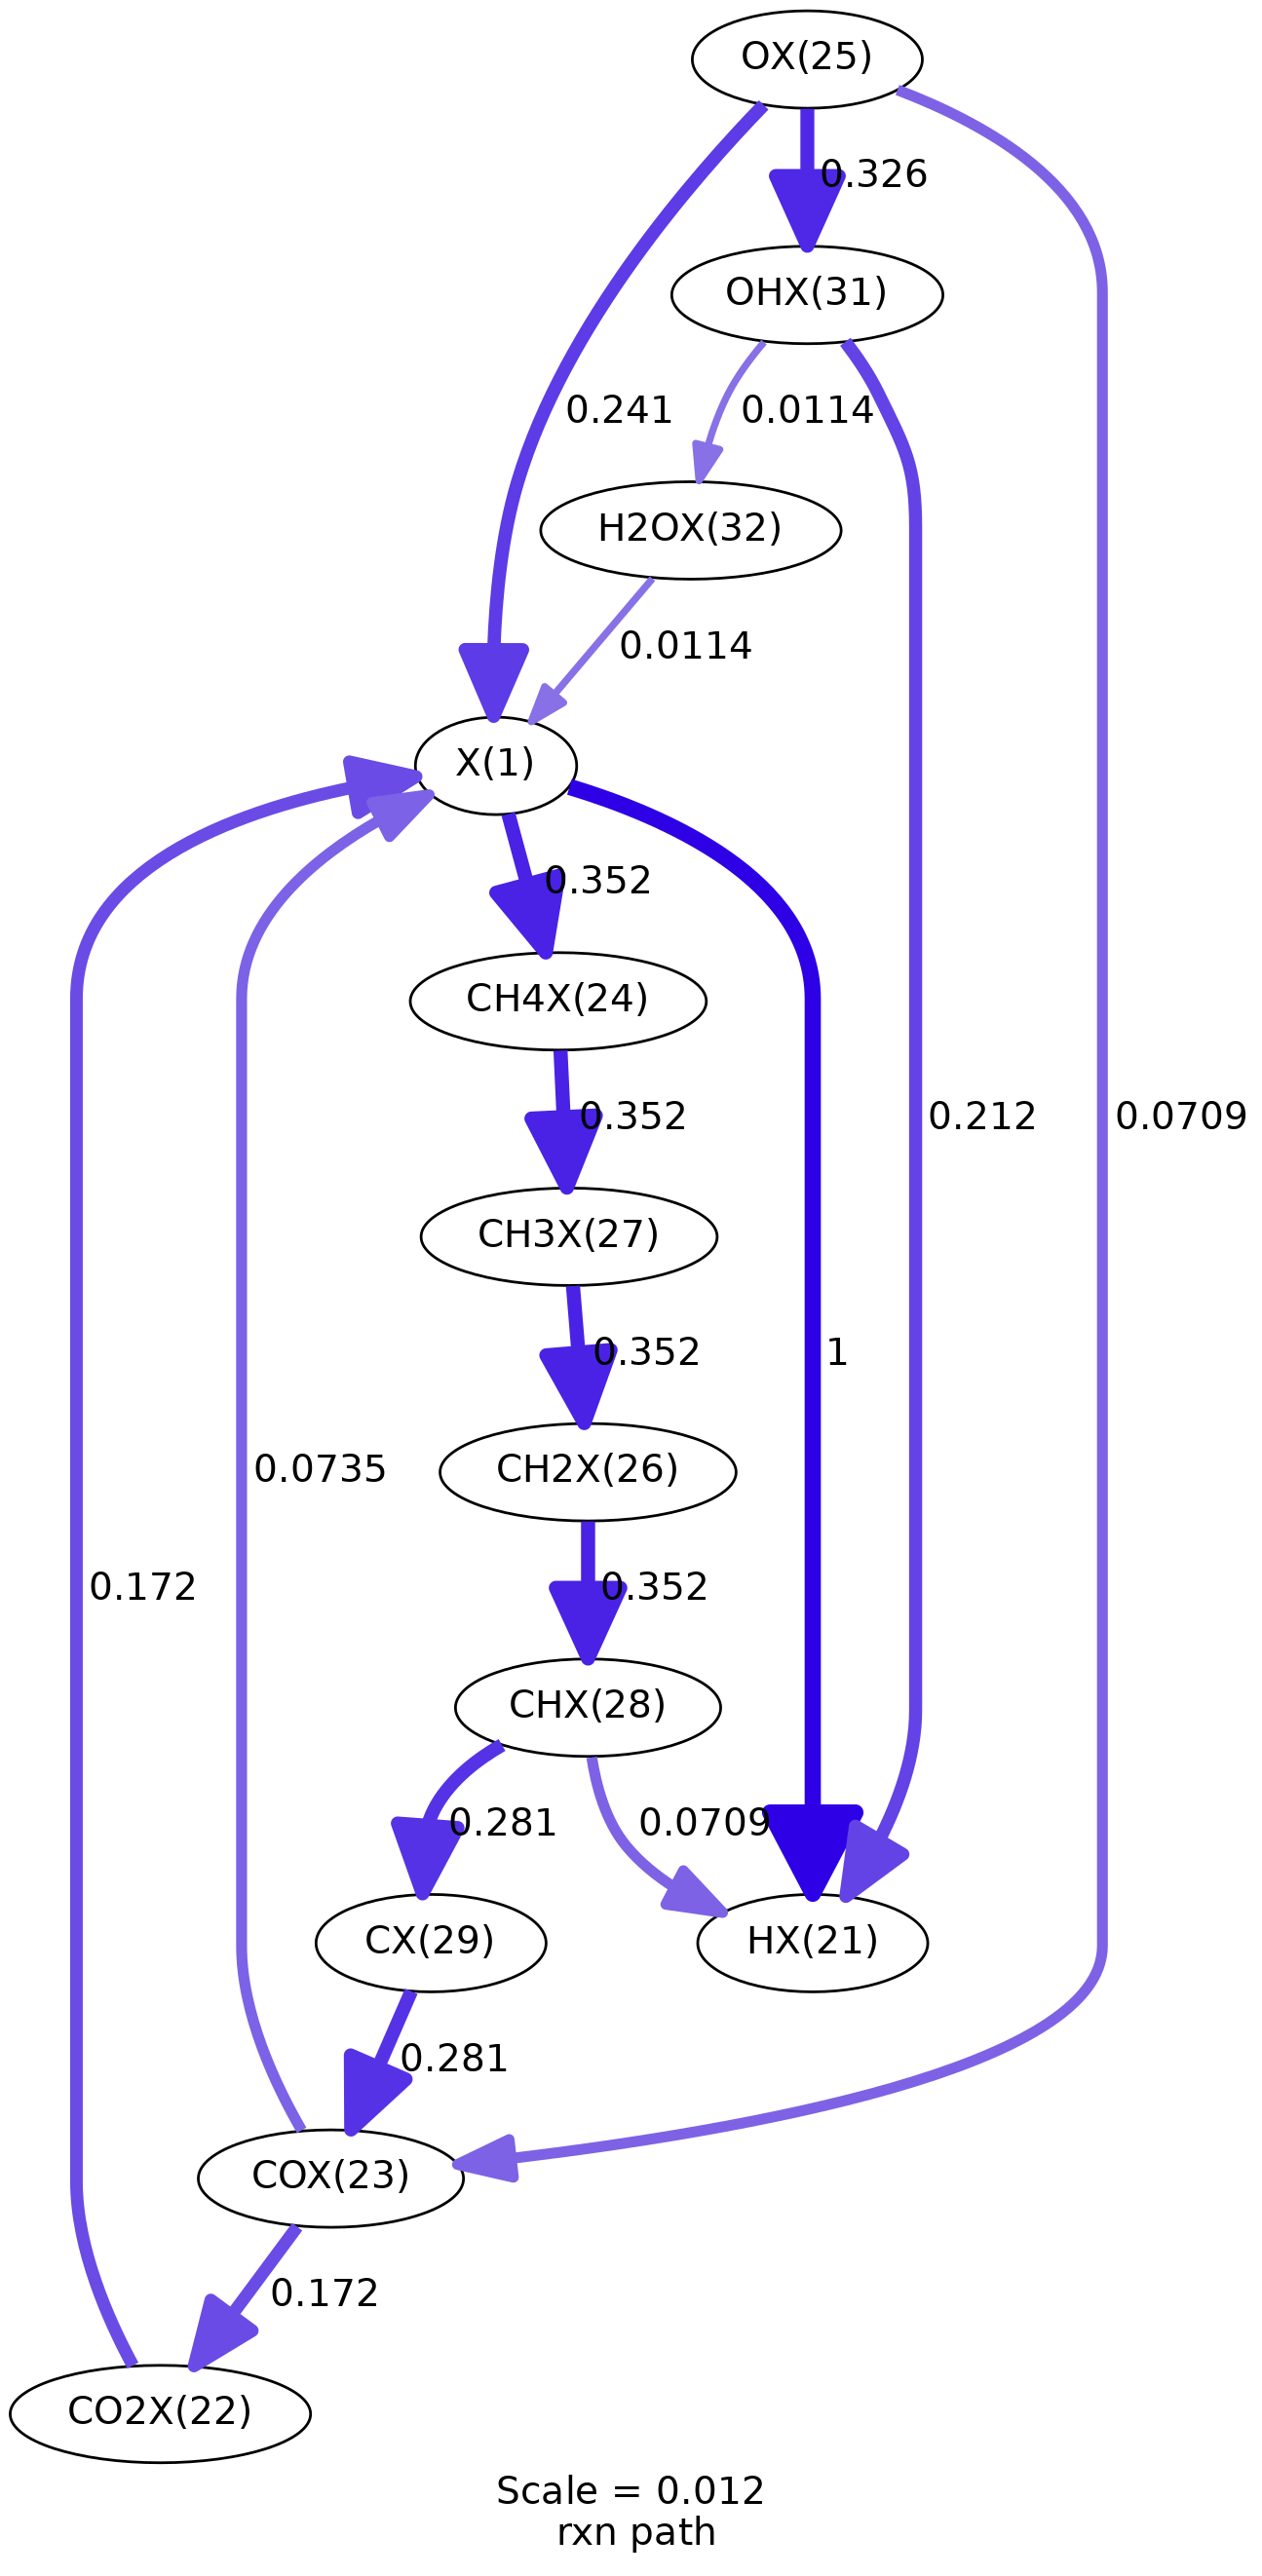 OX(25)
0.326
OHX(31)
0.241
0.0114
H2OX(32)
0.0114
X(1)
0.352
CH4X(24)
0.352
0.212
0.0709
CH3X(27)
0.352
1
CH2X(26)
0.0735
0.172
0.352
CHX(28)
0.281
0.0709
CX(29)
HX(21)
0.281
COX(23)
0.172
CO2X(22)
Scale = 0.012
rxn path